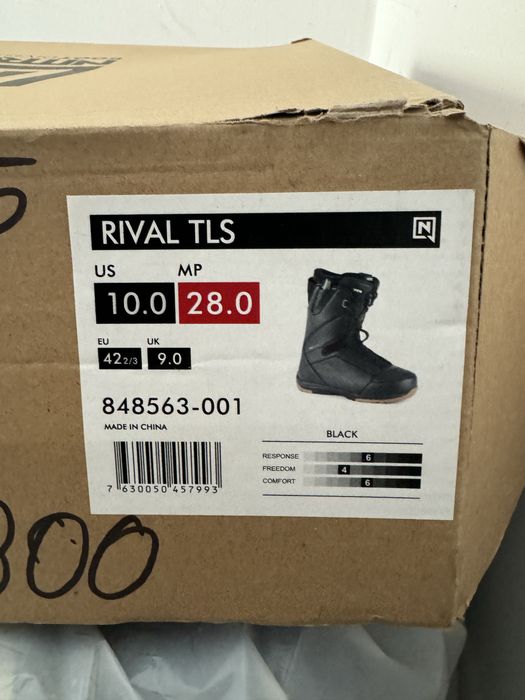 RIVAL TLS
US MP
10.0 28.0
EU UK
42 2/3 9.0
848563-001
MADE IN CHINA
7 630050 457993
BLACK
RESPONSE 6
FREEDOM 4
COMFORT 6